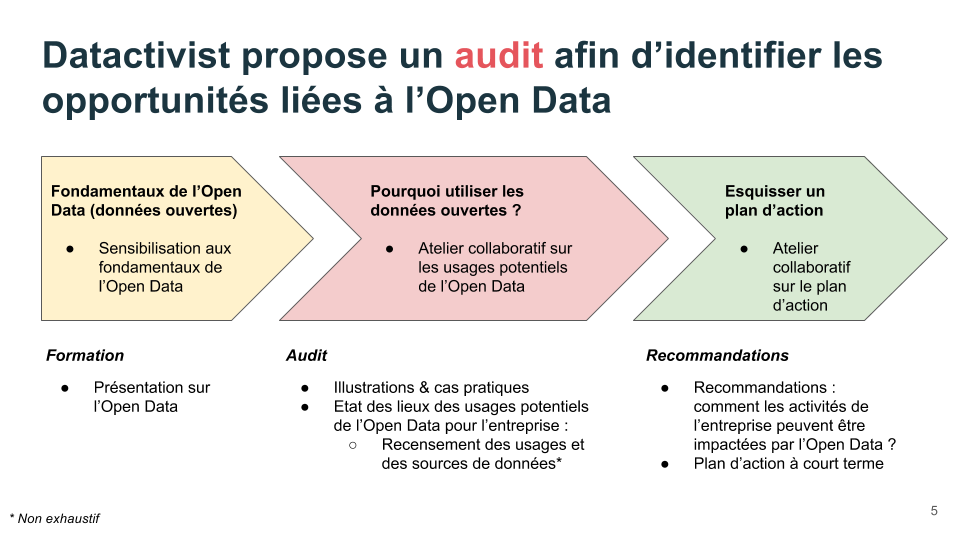 Datactivist propose un audit afin d’identifier les
opportunités liées à l’Open Data
Fondamentaux de l’Open
Data (données ouvertes)
● Sensibilisation aux
fondamentaux de
l’Open Data
Pourquoi utiliser les
données ouvertes ?
● Atelier collaboratif sur
les usages potentiels
de l’Open Data
Esquisser un
plan d’action
● Atelier
collaboratif
sur le plan
d’action
Formation
● Présentation sur
l’Open Data
Audit
● Illustrations & cas pratiques
● Etat des lieux des usages potentiels
de l’Open Data pour l’entreprise :
○ Recensement des usages et
des sources de données*
Recommandations
● Recommandations :
comment les activités de
l’entreprise peuvent être
impactées par l’Open Data ?
● Plan d’action à court terme
* Non exhaustif
5